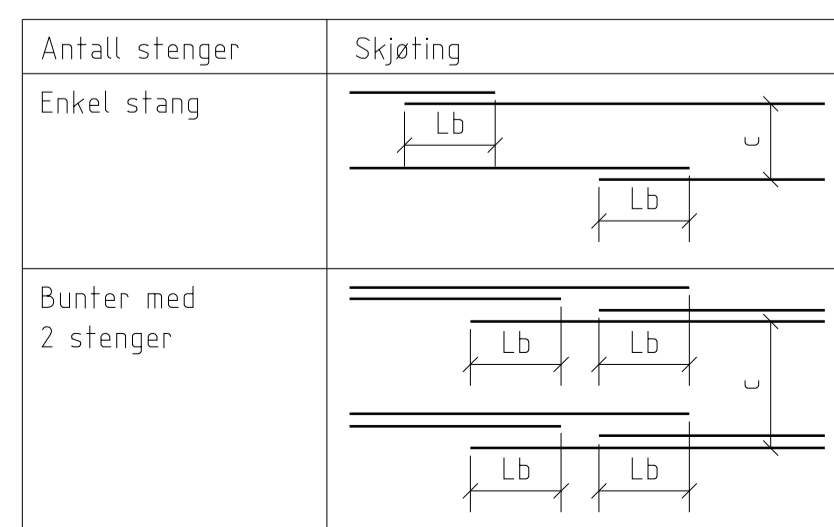 Antall stenger
Skjøting
Enkel stang
Lb
c
Lb
Bunter med
2 stenger
Lb
Lb
c
Lb
Lb